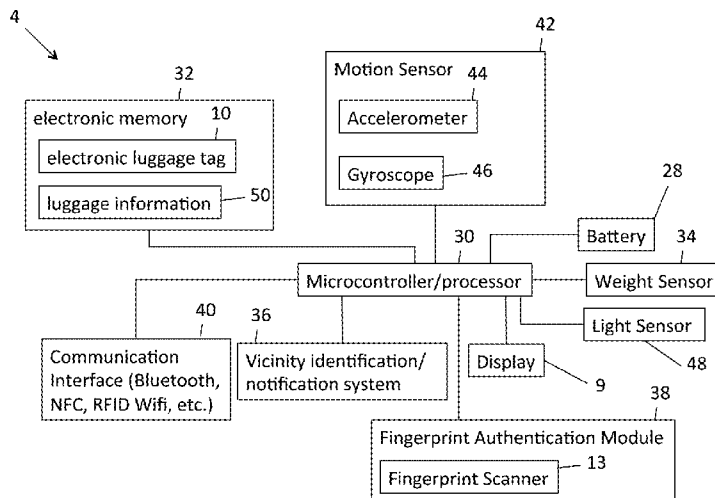 4
42
Motion Sensor
44
Accelerometer
46
Gyroscope
32
electronic memory
10
electronic luggage tag
luggage information
50
28
Battery
30
Microcontroller/processor
34
Weight Sensor
Light Sensor
48
40
Communication
Interface (Bluetooth,
NFC, RFID Wifi, etc.)
36
Vicinity identification/
notification system
Display
9
38
Fingerprint Authentication Module
Fingerprint Scanner
13